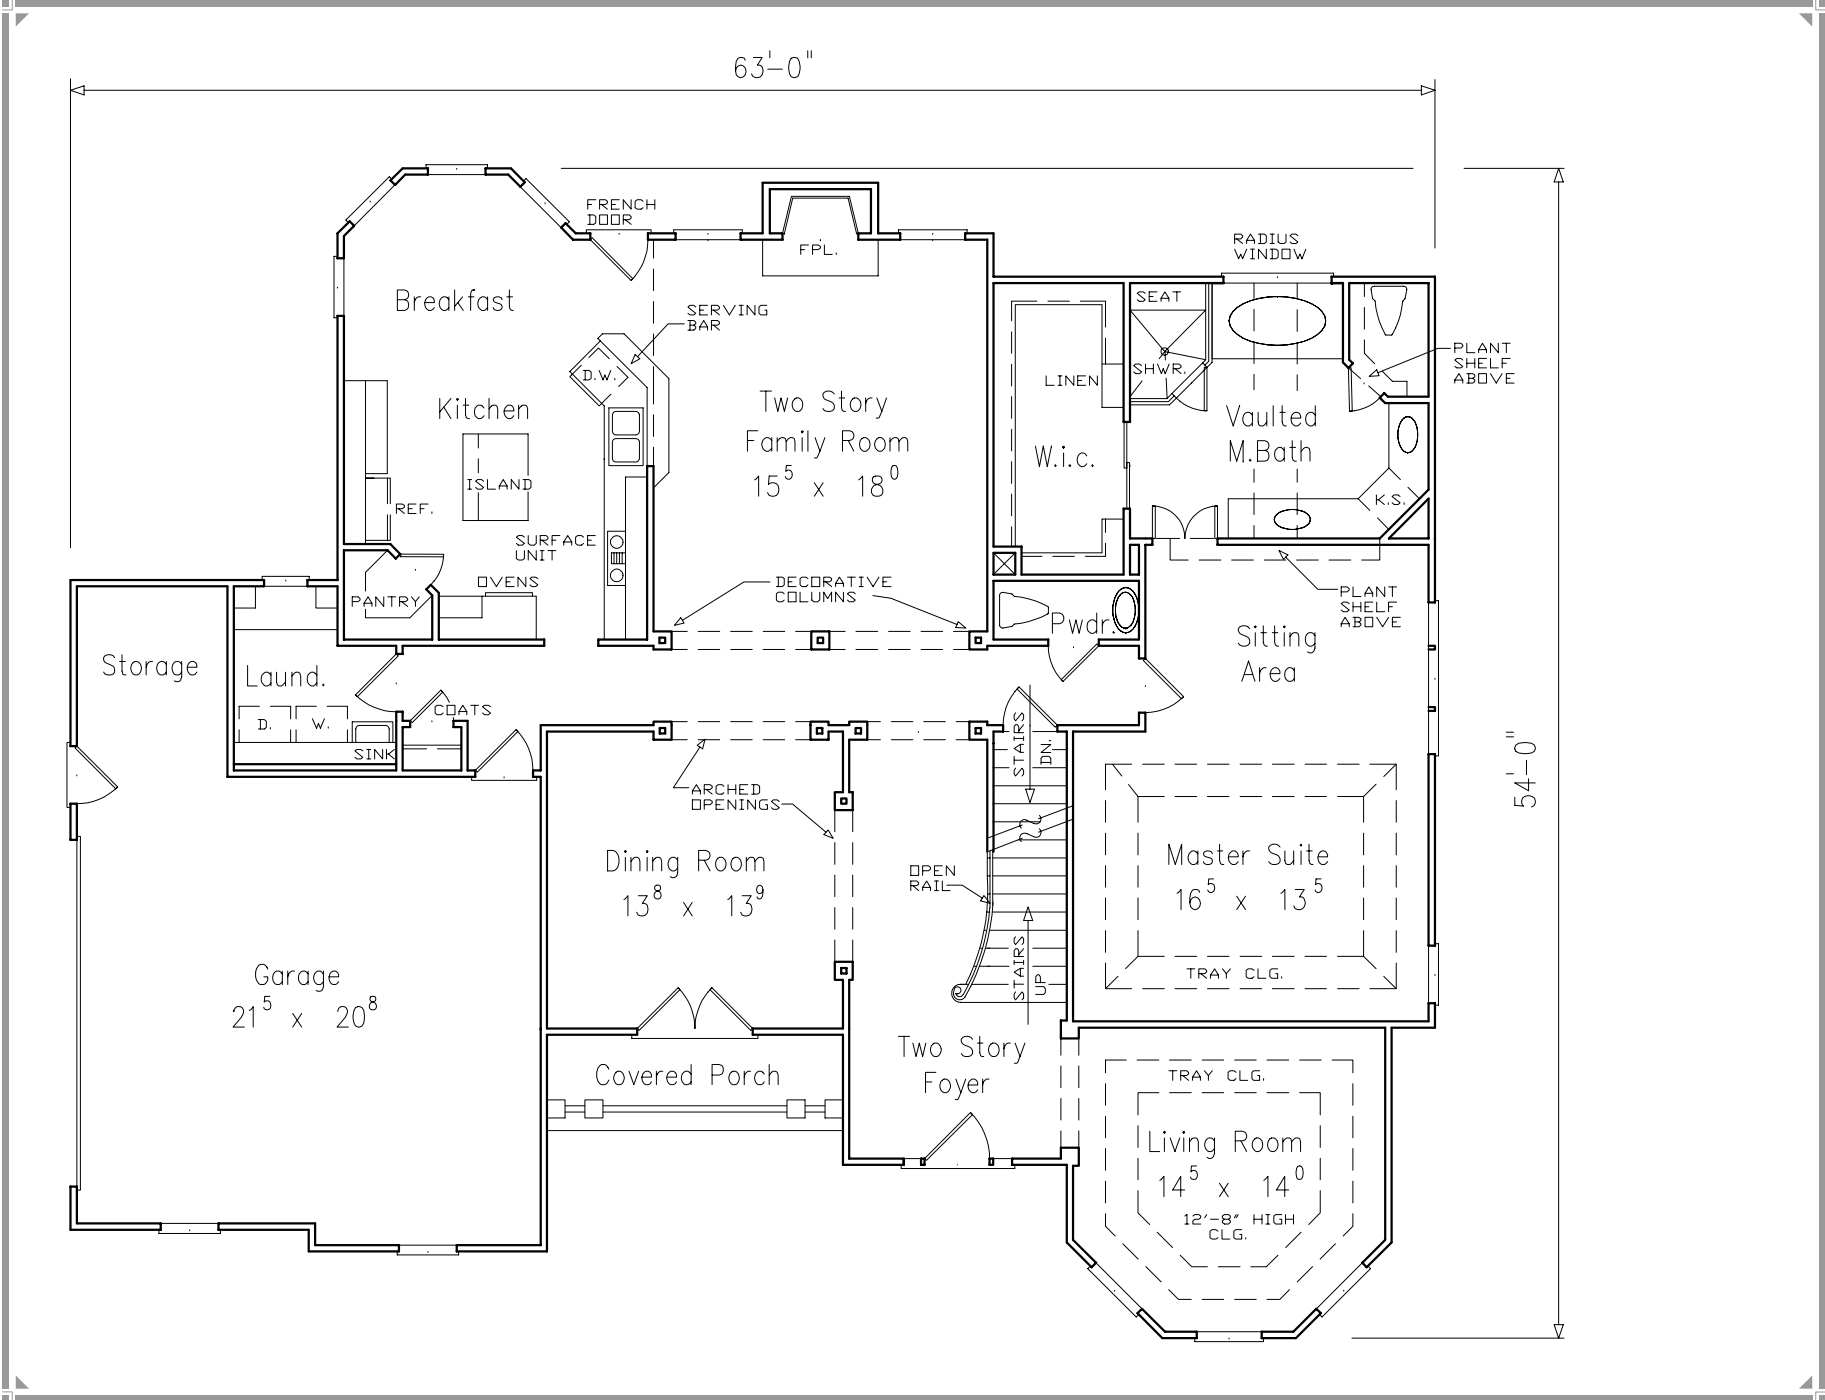 63'-0"
FRENCH
DOOR
FPL.
RADIUS
WINDOW
Breakfast
SERVING
BAR
SEAT
PLANT
SHELF
ABOVE
D.W.
SHWR.
LINEN
Kitchen
Two Story
Family Room
15⁵ x 18⁰
Vaulted
M.Bath
W.i.c.
ISLAND
REF.
K.S.
SURFACE
UNIT
OVENS
PANTRY
DECORATIVE
COLUMNS
PLANT
SHELF
ABOVE
Pwdr.
Sitting
Area
Storage
Laund.
COATS
D.
W.
SINK
STAIRS
DN.
54'-0"
ARCHED
OPENINGS
Dining Room
13⁸ x 13⁹
OPEN
RAIL
Master Suite
16⁵ x 13⁵
TRAY CLG.
STAIRS
UP
Garage
21⁵ x 20⁸
Two Story
Foyer
Covered Porch
TRAY CLG.
Living Room
14⁵ x 14⁰
12'-8" HIGH
CLG.